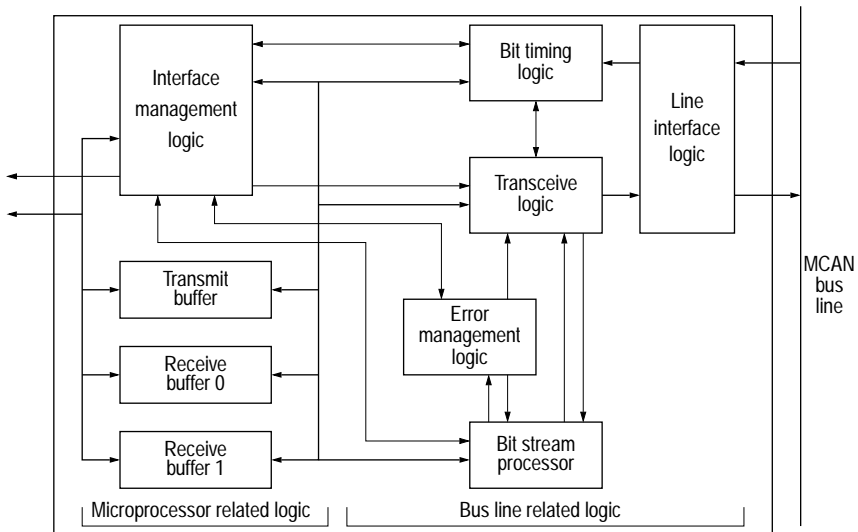 Interface
management
logic
Bit timing
logic
Line
interface
logic
Transceive
logic
Transmit
buffer
Error
management
logic
MCAN
bus
line
Receive
buffer 0
Receive
buffer 1
Bit stream
processor
Microprocessor related logic
Bus line related logic